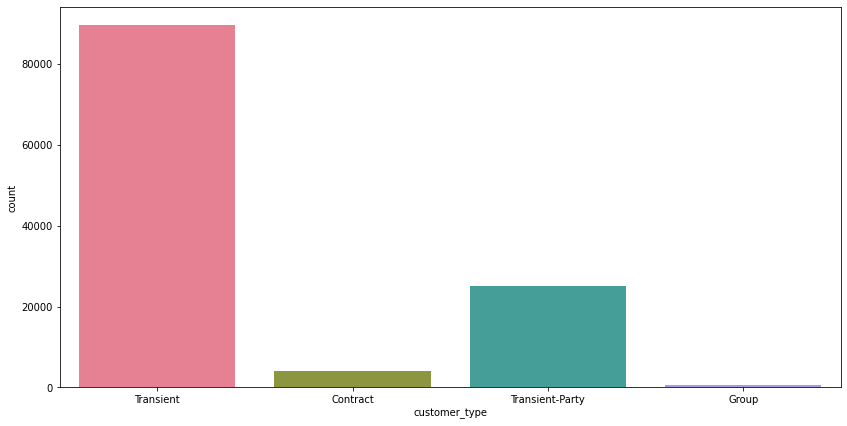 80000
60000
40000
20000
0
count
Transient
Contract
Transient-Party
Group
customer_type